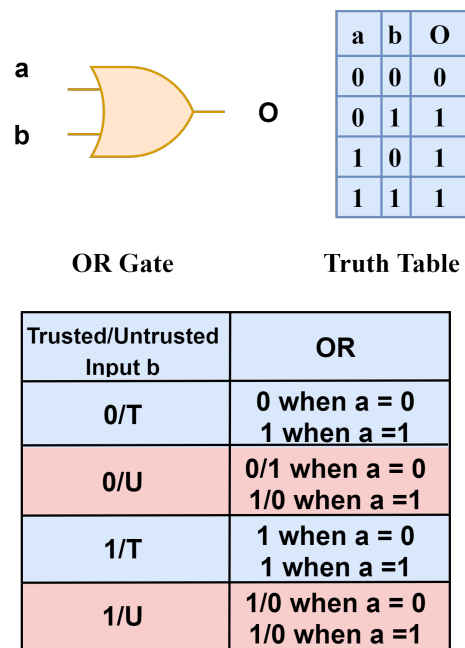 a
b
O
a b O
0 0 0
0 1 1
1 0 1
1 1 1
OR Gate
Truth Table
Trusted/Untrusted
Input b
OR
0/T
0 when a = 0
1 when a =1
0/U
0/1 when a = 0
1/0 when a =1
1/T
1 when a = 0
1 when a =1
1/U
1/0 when a = 0
1/0 when a =1